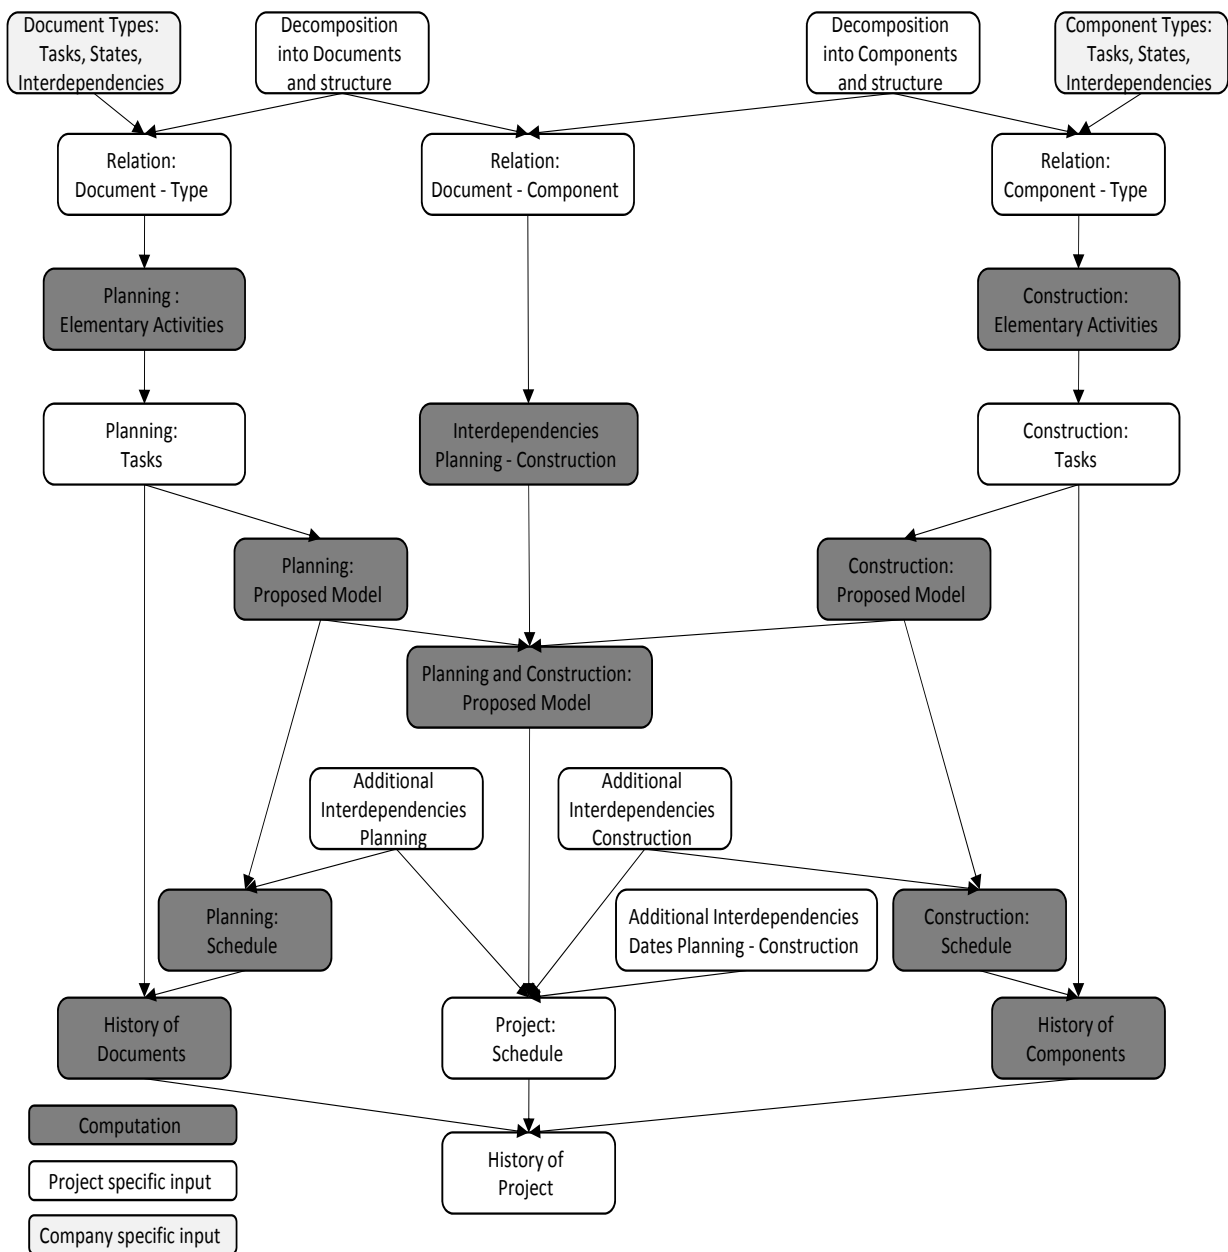 Document Types:
Tasks, States,
Interdependencies
Decomposition
into Documents
and structure
Decomposition
into Components
and structure
Component Types:
Tasks, States,
Interdependencies
Relation:
Document - Type
Relation:
Document - Component
Relation:
Component - Type
Planning :
Elementary Activities
Construction:
Elementary Activities
Planning:
Tasks
Interdependencies
Planning - Construction
Construction:
Tasks
Planning:
Proposed Model
Construction:
Proposed Model
Planning and Construction:
Proposed Model
Additional
Interdependencies
Planning
Additional
Interdependencies
Construction
Planning:
Schedule
Additional Interdependencies
Dates Planning - Construction
Construction:
Schedule
History of
Documents
Project:
Schedule
History of
Components
Computation
Project specific input
Company specific input
History of
Project